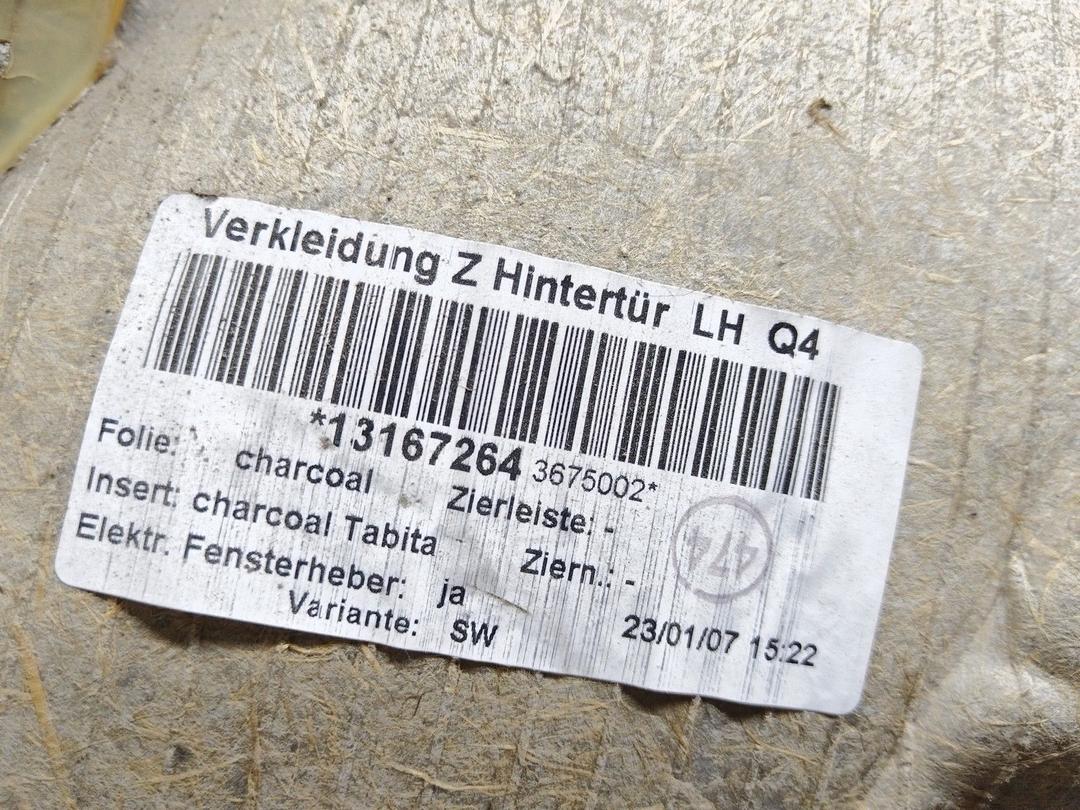 Verkleidung Z Hintertür LH Q4
*13167264 3675002*
Folie: charcoal Zierleiste: -
Insert: charcoal Tabita Ziern.: -
Elektr. Fensterheber: ja
Variante: SW 23/01/07 15:22
474